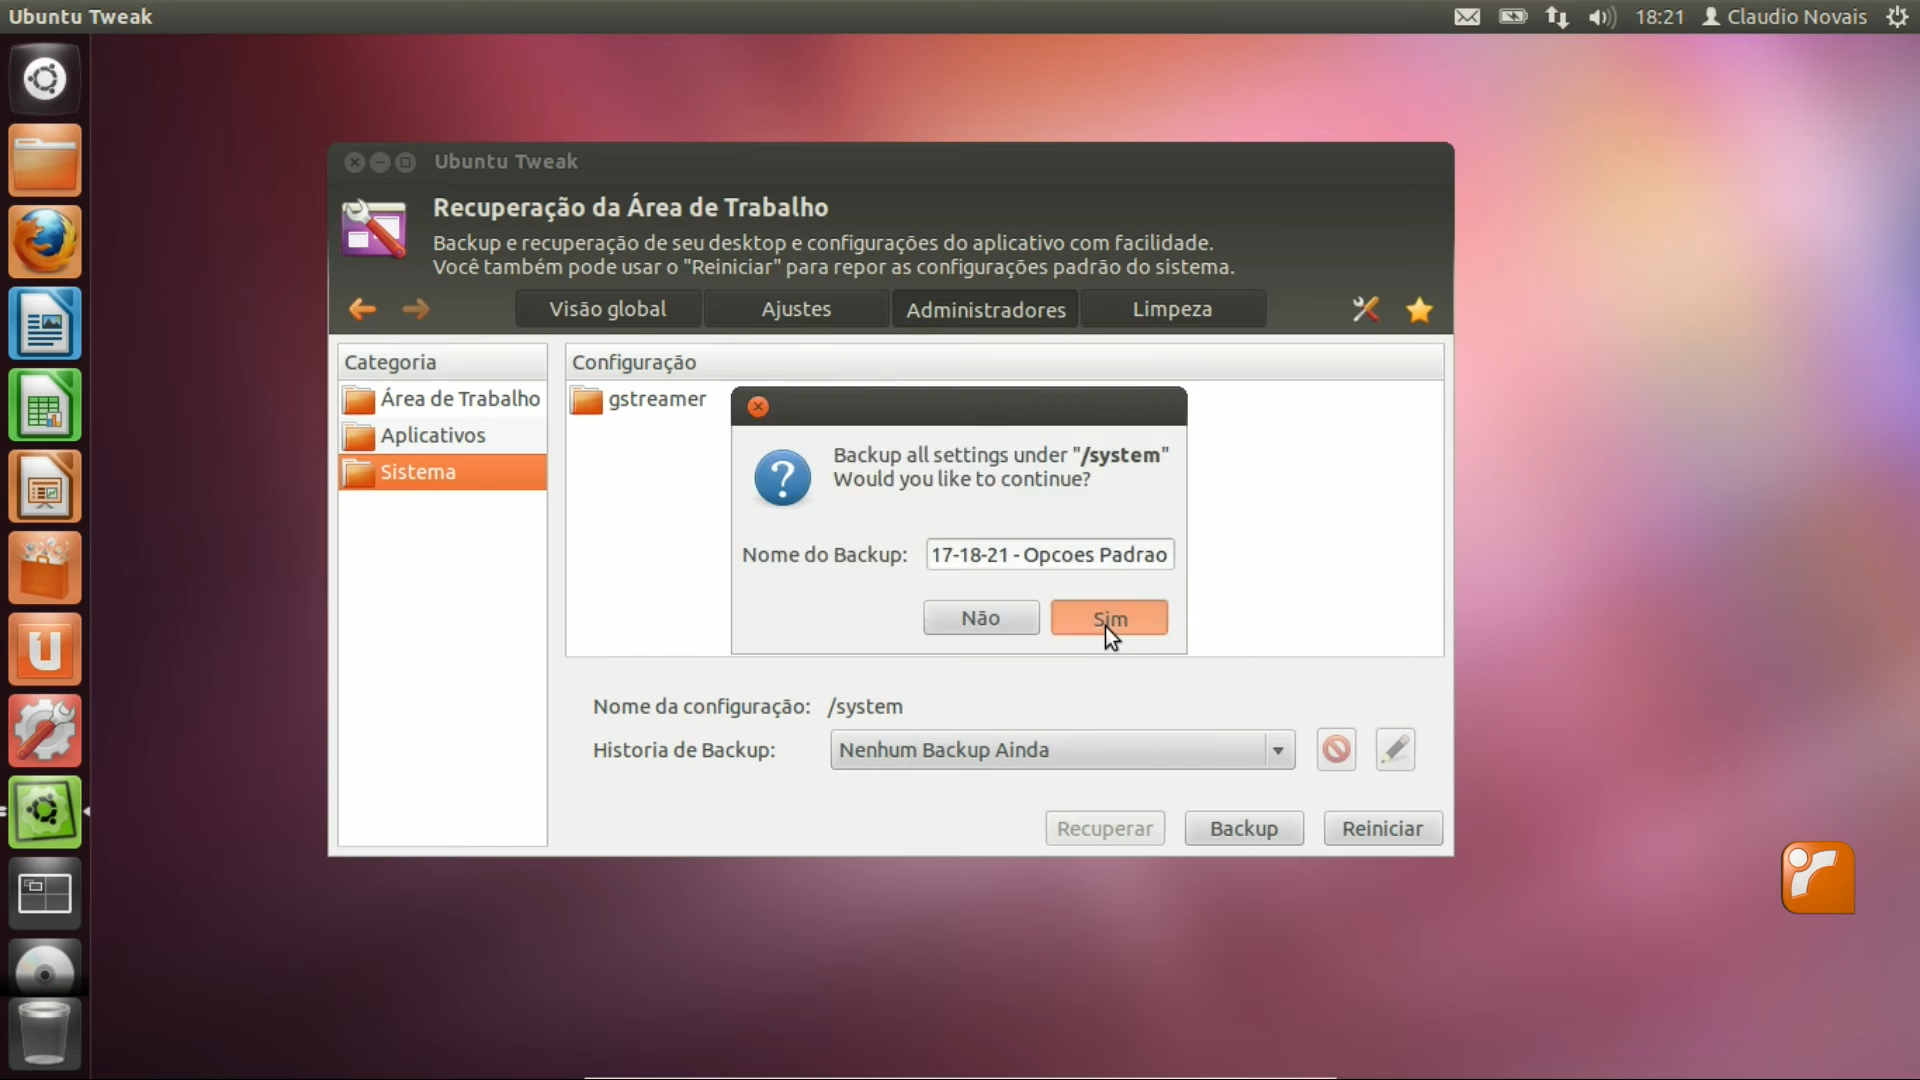 Ubuntu Tweak
18:21
Claudio Novais
Ubuntu Tweak
Recuperação da Área de Trabalho
Backup e recuperação de seu desktop e configurações do aplicativo com facilidade.
Você também pode usar o "Reiniciar" para repor as configurações padrão do sistema.
Visão global
Ajustes
Administradores
Limpeza
Categoria
Área de Trabalho
Aplicativos
Sistema
Configuração
gstreamer
Backup all settings under "/system"
Would you like to continue?
Nome do Backup:
17-18-21 - Opcoes Padrao
Não
Sim
Nome da configuração: /system
Historia de Backup:
Nenhum Backup Ainda
Recuperar
Backup
Reiniciar